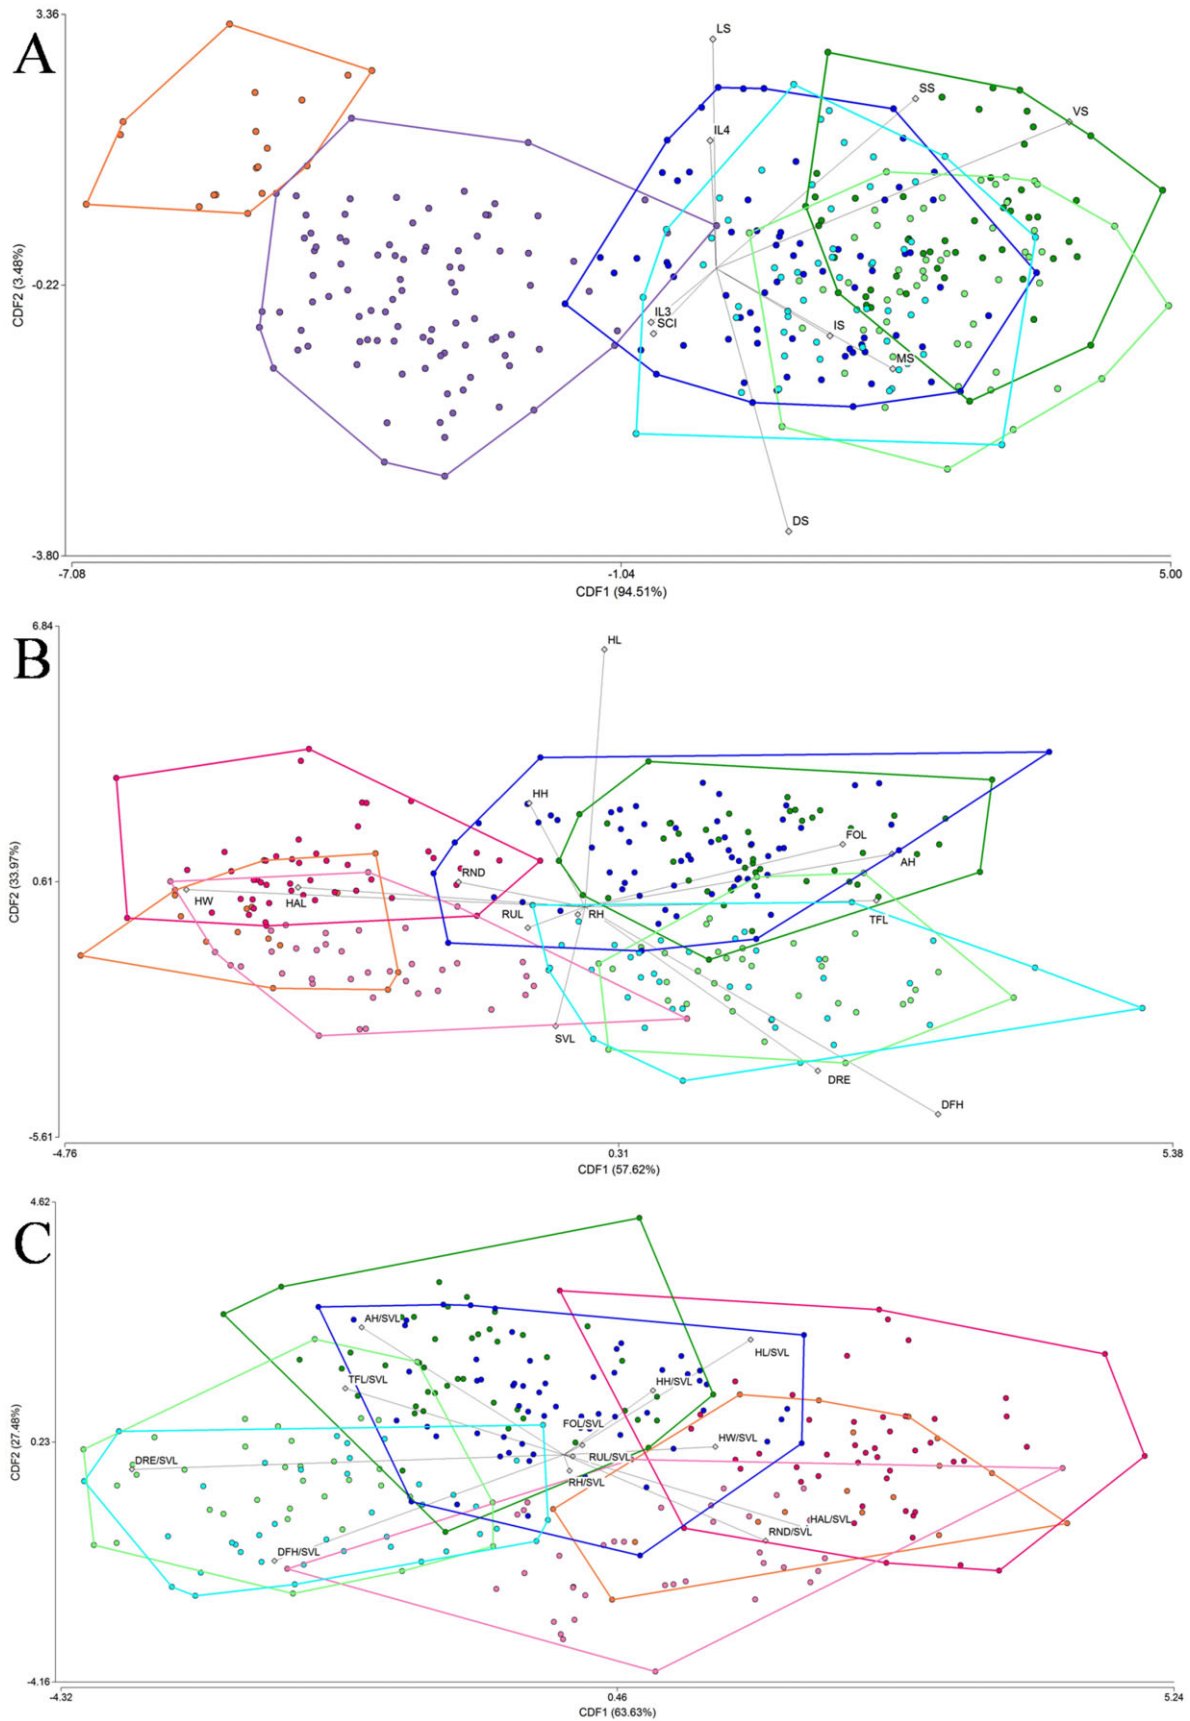 A
3.36
LS
SS
VS
IL4
CDF2 (3.48%)
-0.22
IL3
SCI
IS
MS
DS
-3.80
-7.08
-1.04
5.00
CDF1 (94.51%)
B
6.84
HL
HH
FOL
AH
RND
CDF2 (33.97%)
0.61
HW
HAL
RUL
RH
TFL
SVL
DRE
DFH
-5.61
-4.76
0.31
5.38
CDF1 (57.62%)
C
4.62
AH/SVL
HL/SVL
TFL/SVL
HH/SVL
FOL/SVL
CDF2 (27.48%)
0.23
HW/SVL
DRE/SVL
RUL/SVL
RH/SVL
HAL/SVL
RND/SVL
DFH/SVL
-4.16
-4.32
0.46
5.24
CDF1 (63.63%)